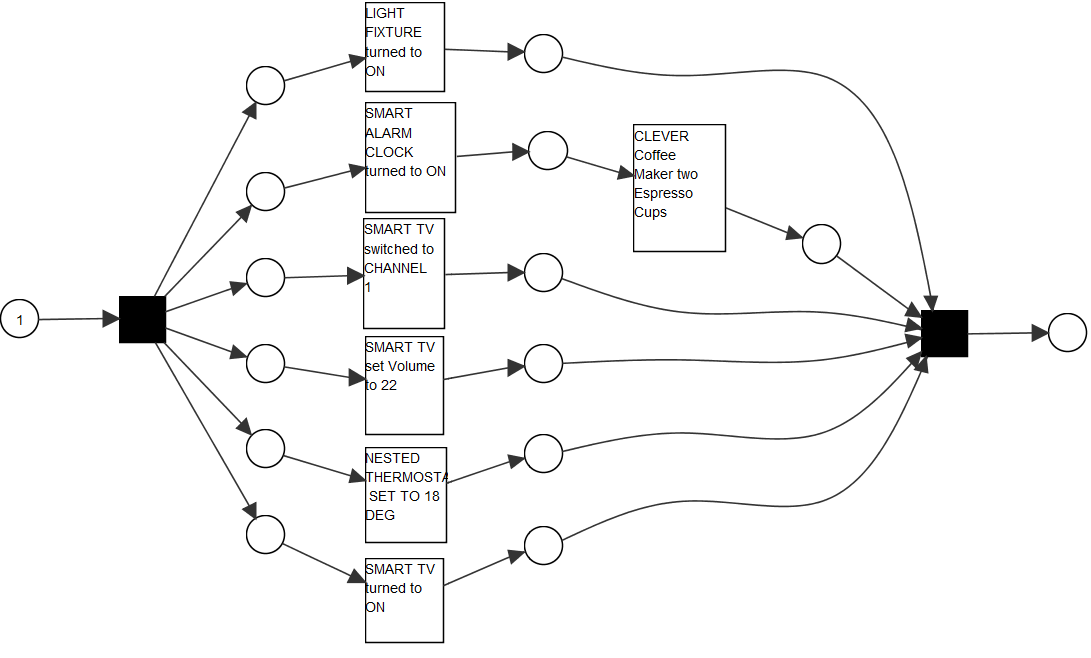 LIGHT
FIXTURE
turned to
ON
SMART
ALARM
CLOCK
turned to ON
CLEVER
Coffee
Maker two
Espresso
Cups
SMART TV
switched to
CHANNEL
1
1
SMART TV
set Volume
to 22
NESTED
THERMOSTA
SET TO 18
DEG
SMART TV
turned to
ON